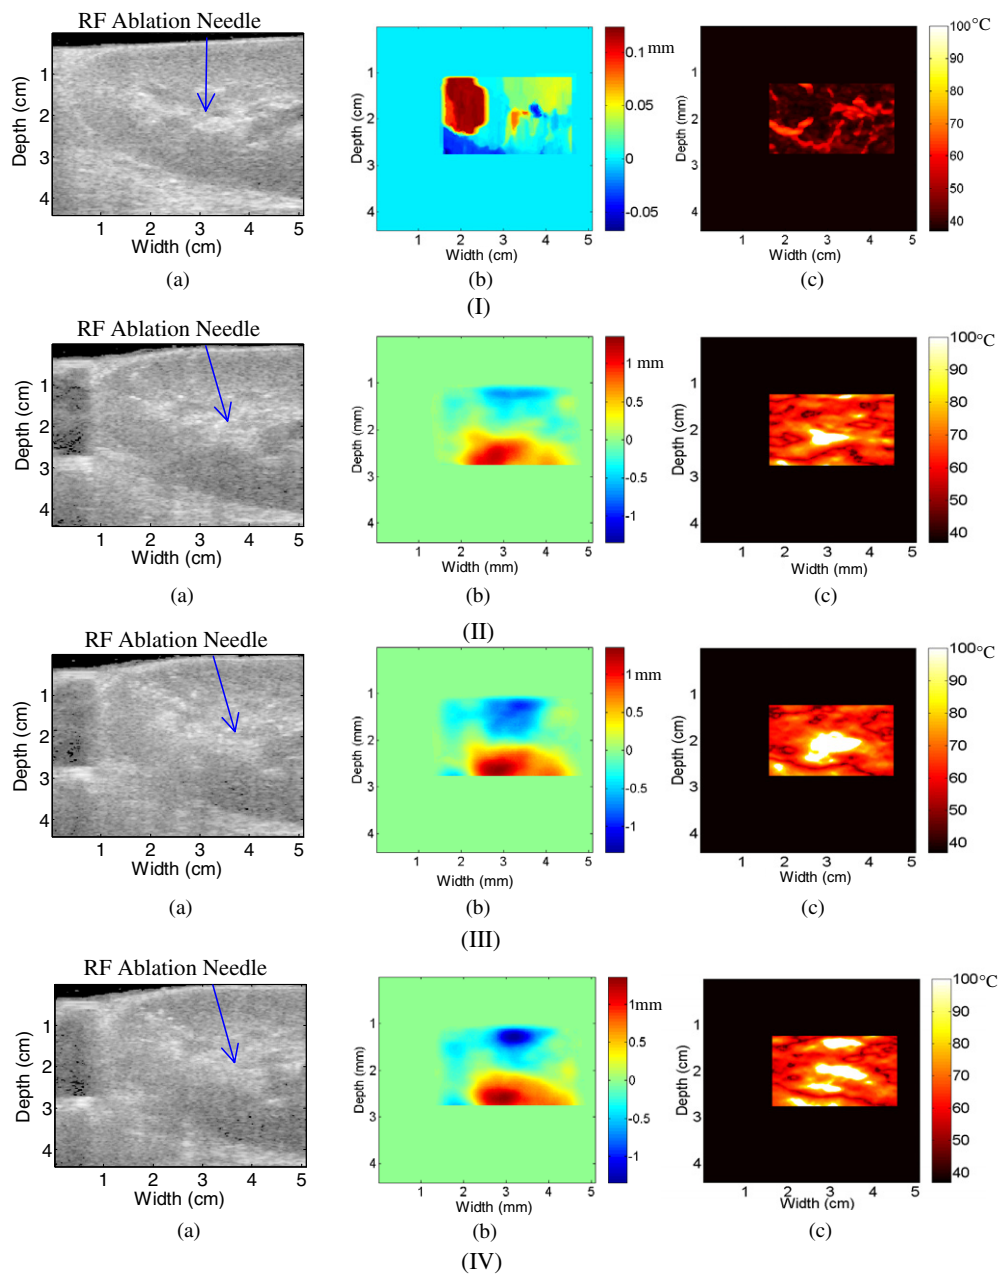 RF Ablation Needle
Depth (cm)
1
2
3
4
1 2 3 4 5
Width (cm)
(a)
Depth (cm)
1
2
3
4
1 2 3 4 5
Width (cm)
0.1 mm
0.05
0
-0.05
(b)
Depth (mm)
1
2
3
4
1 2 3 4 5
Width (cm)
100°C
90
80
70
60
50
40
(c)
(I)
RF Ablation Needle
Depth (cm)
1
2
3
4
1 2 3 4 5
Width (cm)
(a)
Depth (cm)
1
2
3
4
1 2 3 4 5
Width (mm)
1 mm
0.5
0
-0.5
-1
(b)
Depth (cm)
1
2
3
4
1 2 3 4 5
Width (mm)
100°C
90
80
70
60
50
40
(c)
(II)
RF Ablation Needle
Depth (cm)
1
2
3
4
1 2 3 4 5
Width (cm)
(a)
Depth (cm)
1
2
3
4
1 2 3 4 5
Width (mm)
1mm
0.5
0
-0.5
-1
(b)
Depth (cm)
1
2
3
4
1 2 3 4 5
Width (cm)
100°C
90
80
70
60
50
40
(c)
(III)
RF Ablation Needle
Depth (cm)
1
2
3
4
1 2 3 4 5
Width (cm)
(a)
Depth (cm)
1
2
3
4
1 2 3 4 5
Width (mm)
1mm
0.5
0
-0.5
-1
(b)
Depth (cm)
1
2
3
4
1 2 3 4 5
Width (cm)
100°C
90
80
70
60
50
40
(c)
(IV)